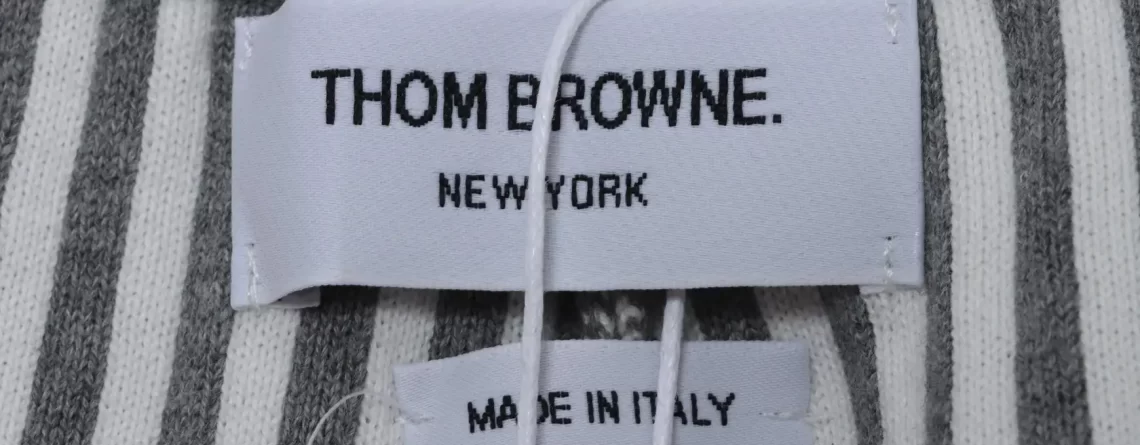 THOM BROWNE.
NEW YORK
MADE IN ITALY